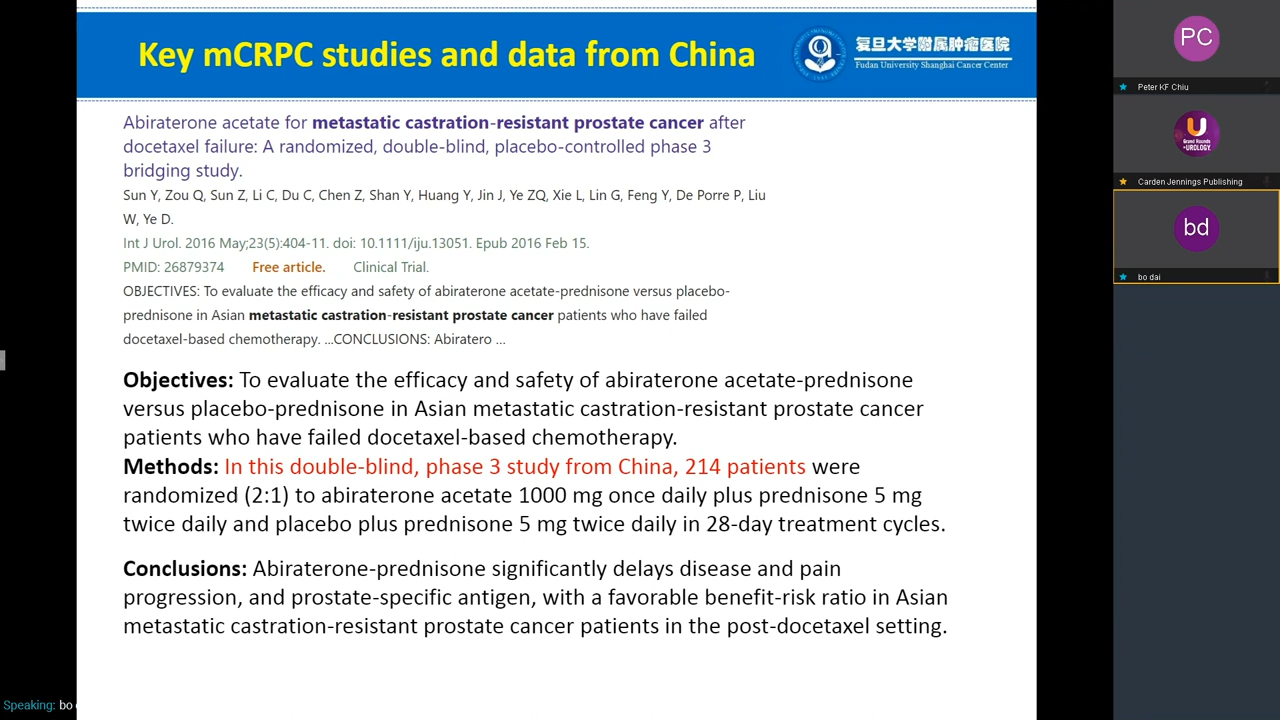 Key mCRPC studies and data from China
复旦大学附属肿瘤医院
Fudan University Shanghai Cancer Center
Abiraterone acetate for metastatic castration-resistant prostate cancer after
docetaxel failure: A randomized, double-blind, placebo-controlled phase 3
bridging study.
Sun Y, Zou Q, Sun Z, Li C, Du C, Chen Z, Shan Y, Huang Y, Jin J, Ye ZQ, Xie L, Lin G, Feng Y, De Porre P, Liu
W, Ye D.
Int J Urol. 2016 May;23(5):404-11. doi: 10.1111/iju.13051. Epub 2016 Feb 15.
PMID: 26879374 Free article. Clinical Trial.
OBJECTIVES: To evaluate the efficacy and safety of abiraterone acetate-prednisone versus placebo-
prednisone in Asian metastatic castration-resistant prostate cancer patients who have failed
docetaxel-based chemotherapy. ...CONCLUSIONS: Abiratero ...
Objectives: To evaluate the efficacy and safety of abiraterone acetate-prednisone
versus placebo-prednisone in Asian metastatic castration-resistant prostate cancer
patients who have failed docetaxel-based chemotherapy.
Methods: In this double-blind, phase 3 study from China, 214 patients were
randomized (2:1) to abiraterone acetate 1000 mg once daily plus prednisone 5 mg
twice daily and placebo plus prednisone 5 mg twice daily in 28-day treatment cycles.
Conclusions: Abiraterone-prednisone significantly delays disease and pain
progression, and prostate-specific antigen, with a favorable benefit-risk ratio in Asian
metastatic castration-resistant prostate cancer patients in the post-docetaxel setting.
Speaking: bo
PC
Peter KF Chiu
U
Grand Rounds
in UROLOGY
Carden Jennings Publishing
bd
bo dai